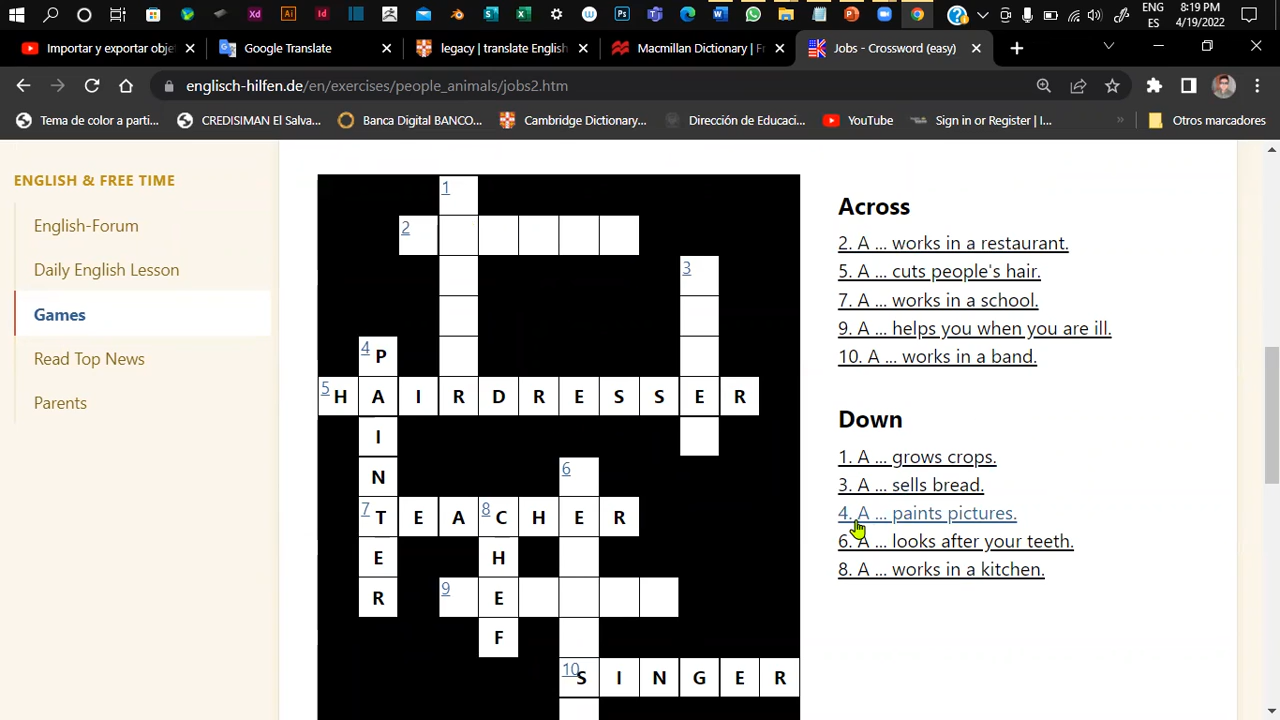 8:19 PM
EN
ES
4/19/2022
Importar y exportar obje
Google Translate
legacy | translate English
Macmillan Dictionary | Fr
Jobs - Crossword (easy)
englisch-hilfen.de/en/exercises/people_animals/jobs2.htm
Tema de color a parti...
CREDISIMAN El Salva...
Banca Digital BANCO...
Cambridge Dictionary...
Dirección de Educaci...
YouTube
Sign in or Register | I...
Otros marcadores
ENGLISH & FREE TIME
English-Forum
Daily English Lesson
Games
Read Top News
Parents
1
2
3
4 P
5 H A I R D R E S S E R
I
N
6
7 T E A 8 C H E R
E H
R 9 E
F
10 S I N G E R
Across
2. A ... works in a restaurant.
5. A ... cuts people's hair.
7. A ... works in a school.
9. A ... helps you when you are ill.
10. A ... works in a band.
Down
1. A ... grows crops.
3. A ... sells bread.
4. A ... paints pictures.
6. A ... looks after your teeth.
8. A ... works in a kitchen.